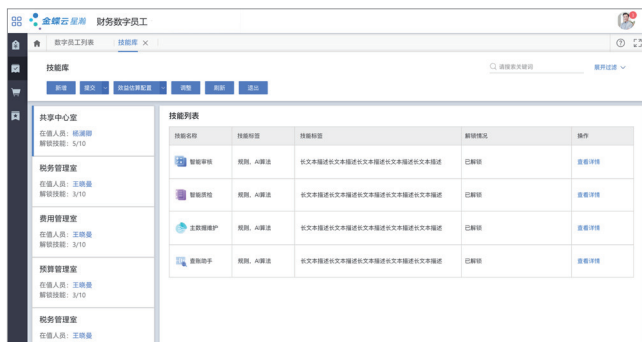 金蝶云星瀚 财务数字员工
数字员工列表 技能库 ×
技能库
请搜索关键词 展开过滤
新增 提交 效益估算配置 调整 刷新 退出
共享中心室
在值人员：杨澜卿
解锁技能：5/10
税务管理室
在值人员：王晓曼
解锁技能：3/10
费用管理室
在值人员：王晓曼
解锁技能：3/10
预算管理室
在值人员：王晓曼
解锁技能：3/10
税务管理室
在值人员：王晓曼
技能列表
技能名称 技能标签 技能标签 解锁情况 操作
智能审核 规则、AI算法 长文本描述长文本描述长文本描述长文本描述长文本描述 已解锁 查看详情
智能质检 规则、AI算法 长文本描述长文本描述长文本描述长文本描述长文本描述 已解锁 查看详情
主数据维护 规则、AI算法 长文本描述长文本描述长文本描述长文本描述长文本描述 已解锁 查看详情
查账助手 规则、AI算法 长文本描述长文本描述长文本描述长文本描述长文本描述 已解锁 查看详情